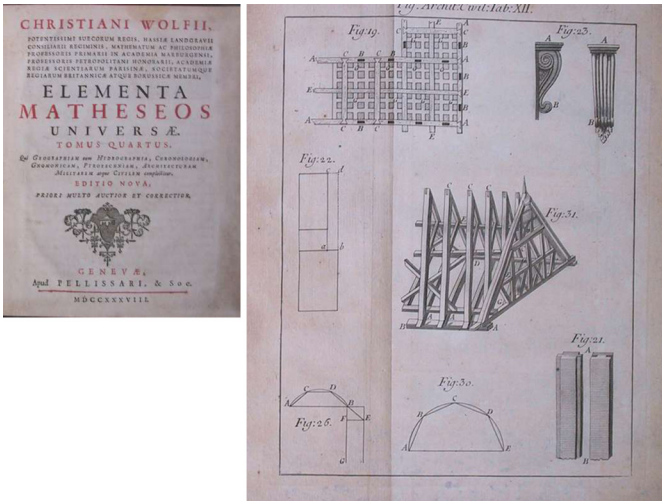 CHRISTIANI WOLFII,
POTENTISSIMI SUECORUM REGIS, HASSIÆ LANDGRAVII
CONSILIARII REGIMINIS, MATHEMATUM AC PHILOSOPHIÆ
PROFESSORIS PRIMARII IN ACADEMIA MARBURGENSI,
PROFESSORIS PETROPOLITANI HONORARII, ACADEMIÆ
REGIÆ SCIENTIARUM PARISINÆ, SOCIETATUMQUE
REGIARUM BRITANNICÆ ATQUE BORUSSICÆ MEMBRI,
ELEMENTA
MATHESEOS
UNIVERSÆ.
TOMUS QUARTUS.
Qui GEOGRAPHIAM cum HYDROGRAPHIA, CHRONOLOGIAM,
GNOMONICAM, PYROTECHNIAM, ARCHITECTURAM
MILITAREM atque CIVILEM complectitur.
EDITIO NOVA,
PRIORI MULTO AUCTIOR ET CORRECTIOR.
GENEVÆ,
Apud PELLISSARI, & Soc.
MDCCXXXVIII.
Fig. Archit. civil: Tab: XII.
Fig: 19.
A
E
A
C
C
B
C
B
C
B
B
A
E
E
B
A
A
C
B
C
B
E
Fig: 23.
A
B
B
Fig: 22.
c d
a b
C C C C
E
Fig: 31.
D
G
B
A
A
A
Fig: 21.
A
B
C D
A B
F E
G
Fig: 26.
Fig: 30.
C
B D
A E